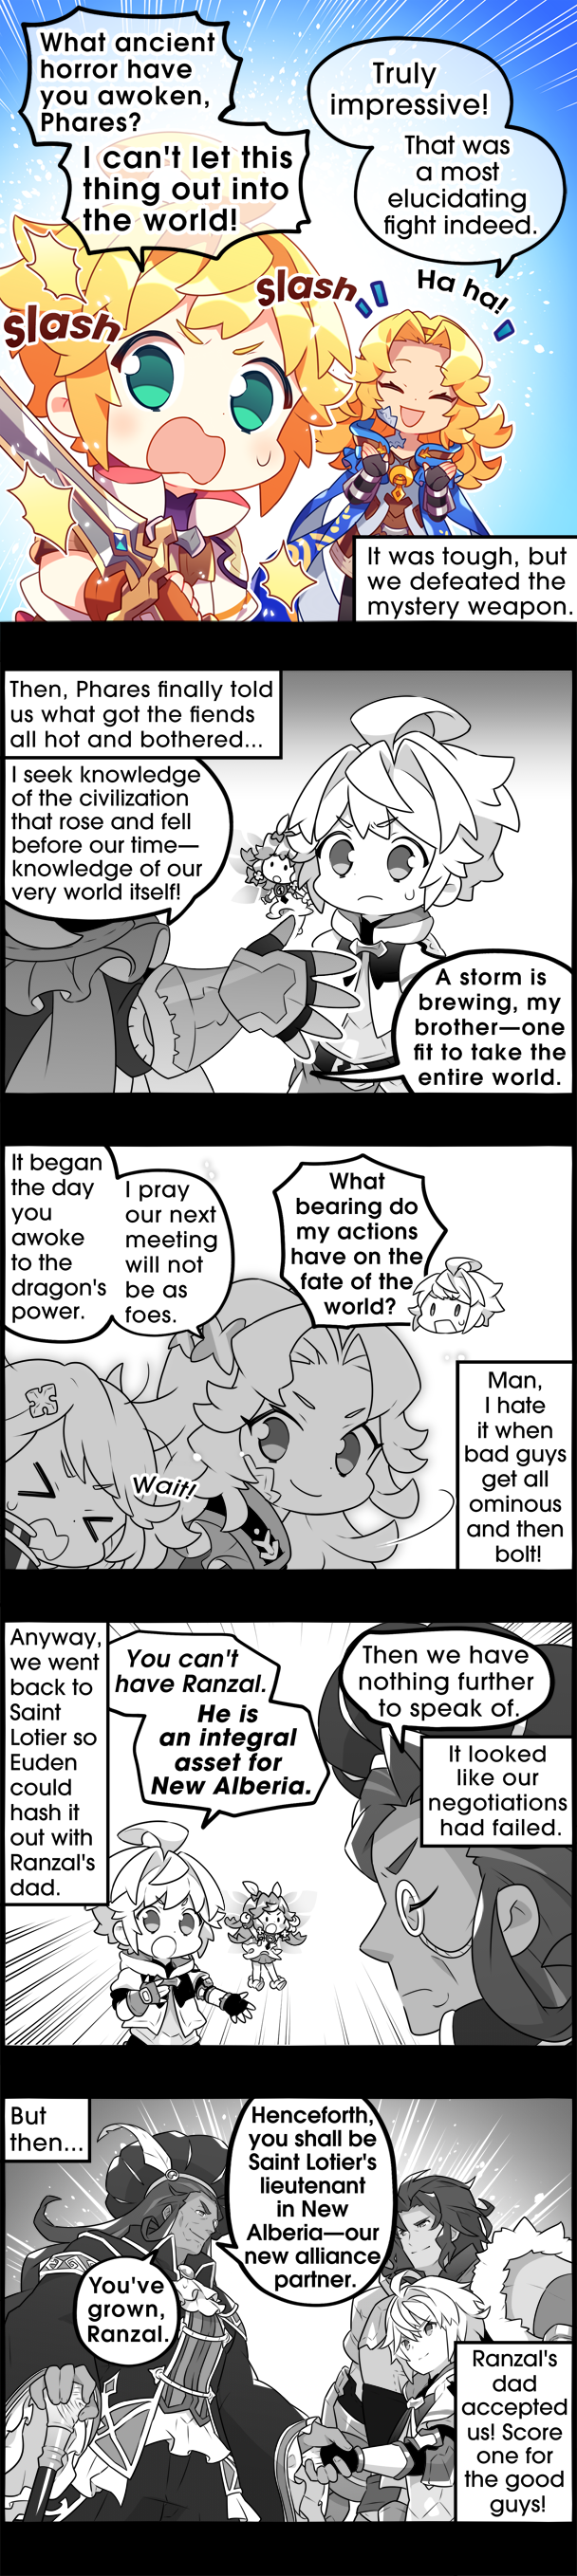 What ancient
horror have
you awoken,
Phares?
I can't let this
thing out into
the world!
Truly
impressive!
That was
a most
elucidating
fight indeed.
Slash
Slash
Ha ha!
It was tough, but
we defeated the
mystery weapon.
Then, Phares finally told
us what got the fiends
all hot and bothered...
I seek knowledge
of the civilization
that rose and fell
before our time—
knowledge of our
very world itself!
A storm is
brewing, my
brother—one
fit to take the
entire world.
It began
the day
you
awoke
to the
dragon's
power.
I pray
our next
meeting
will not
be as
foes.
What
bearing do
my actions
have on the
fate of the
world?
Wait!
Man,
I hate
it when
bad guys
get all
ominous
and then
bolt!
Anyway,
we went
back to
Saint
Lotier so
Euden
could
hash it
out with
Ranzal's
dad.
You can't
have Ranzal.
He is
an integral
asset for
New Alberia.
Then we have
nothing further
to speak of.
It looked
like our
negotiations
had failed.
But
then...
Henceforth,
you shall be
Saint Lotier's
lieutenant
in New
Alberia—our
new alliance
partner.
You've
grown,
Ranzal.
Ranzal's
dad
accepted
us! Score
one for
the good
guys!